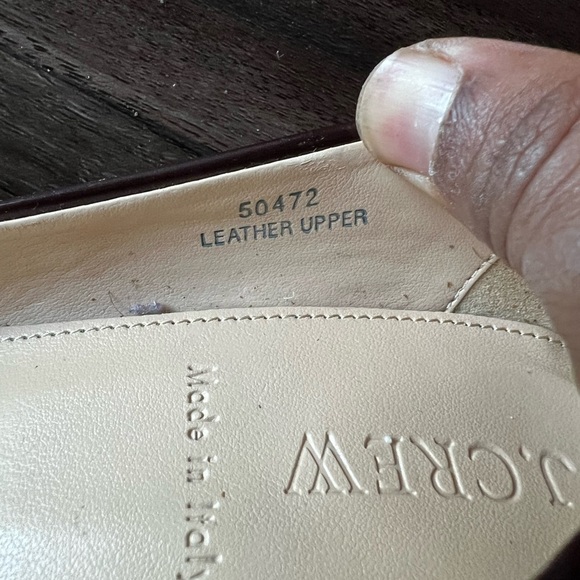 50472
LEATHER UPPER
Made in Italy
J.CREW